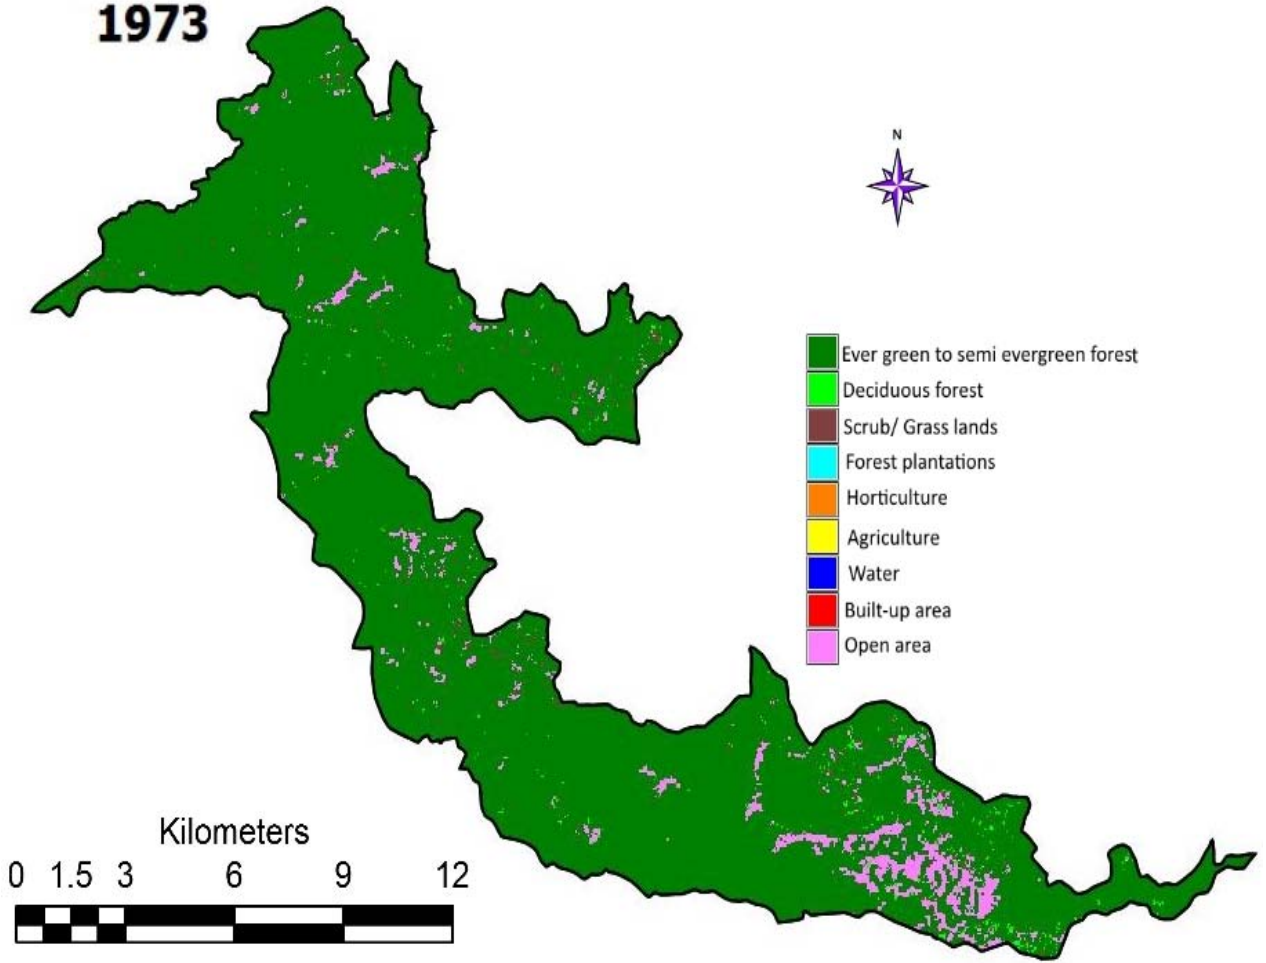 1973
N
Ever green to semi evergreen forest
Deciduous forest
Scrub/ Grass lands
Forest plantations
Horticulture
Agriculture
Water
Built-up area
Open area
Kilometers
0 1.5 3 6 9 12